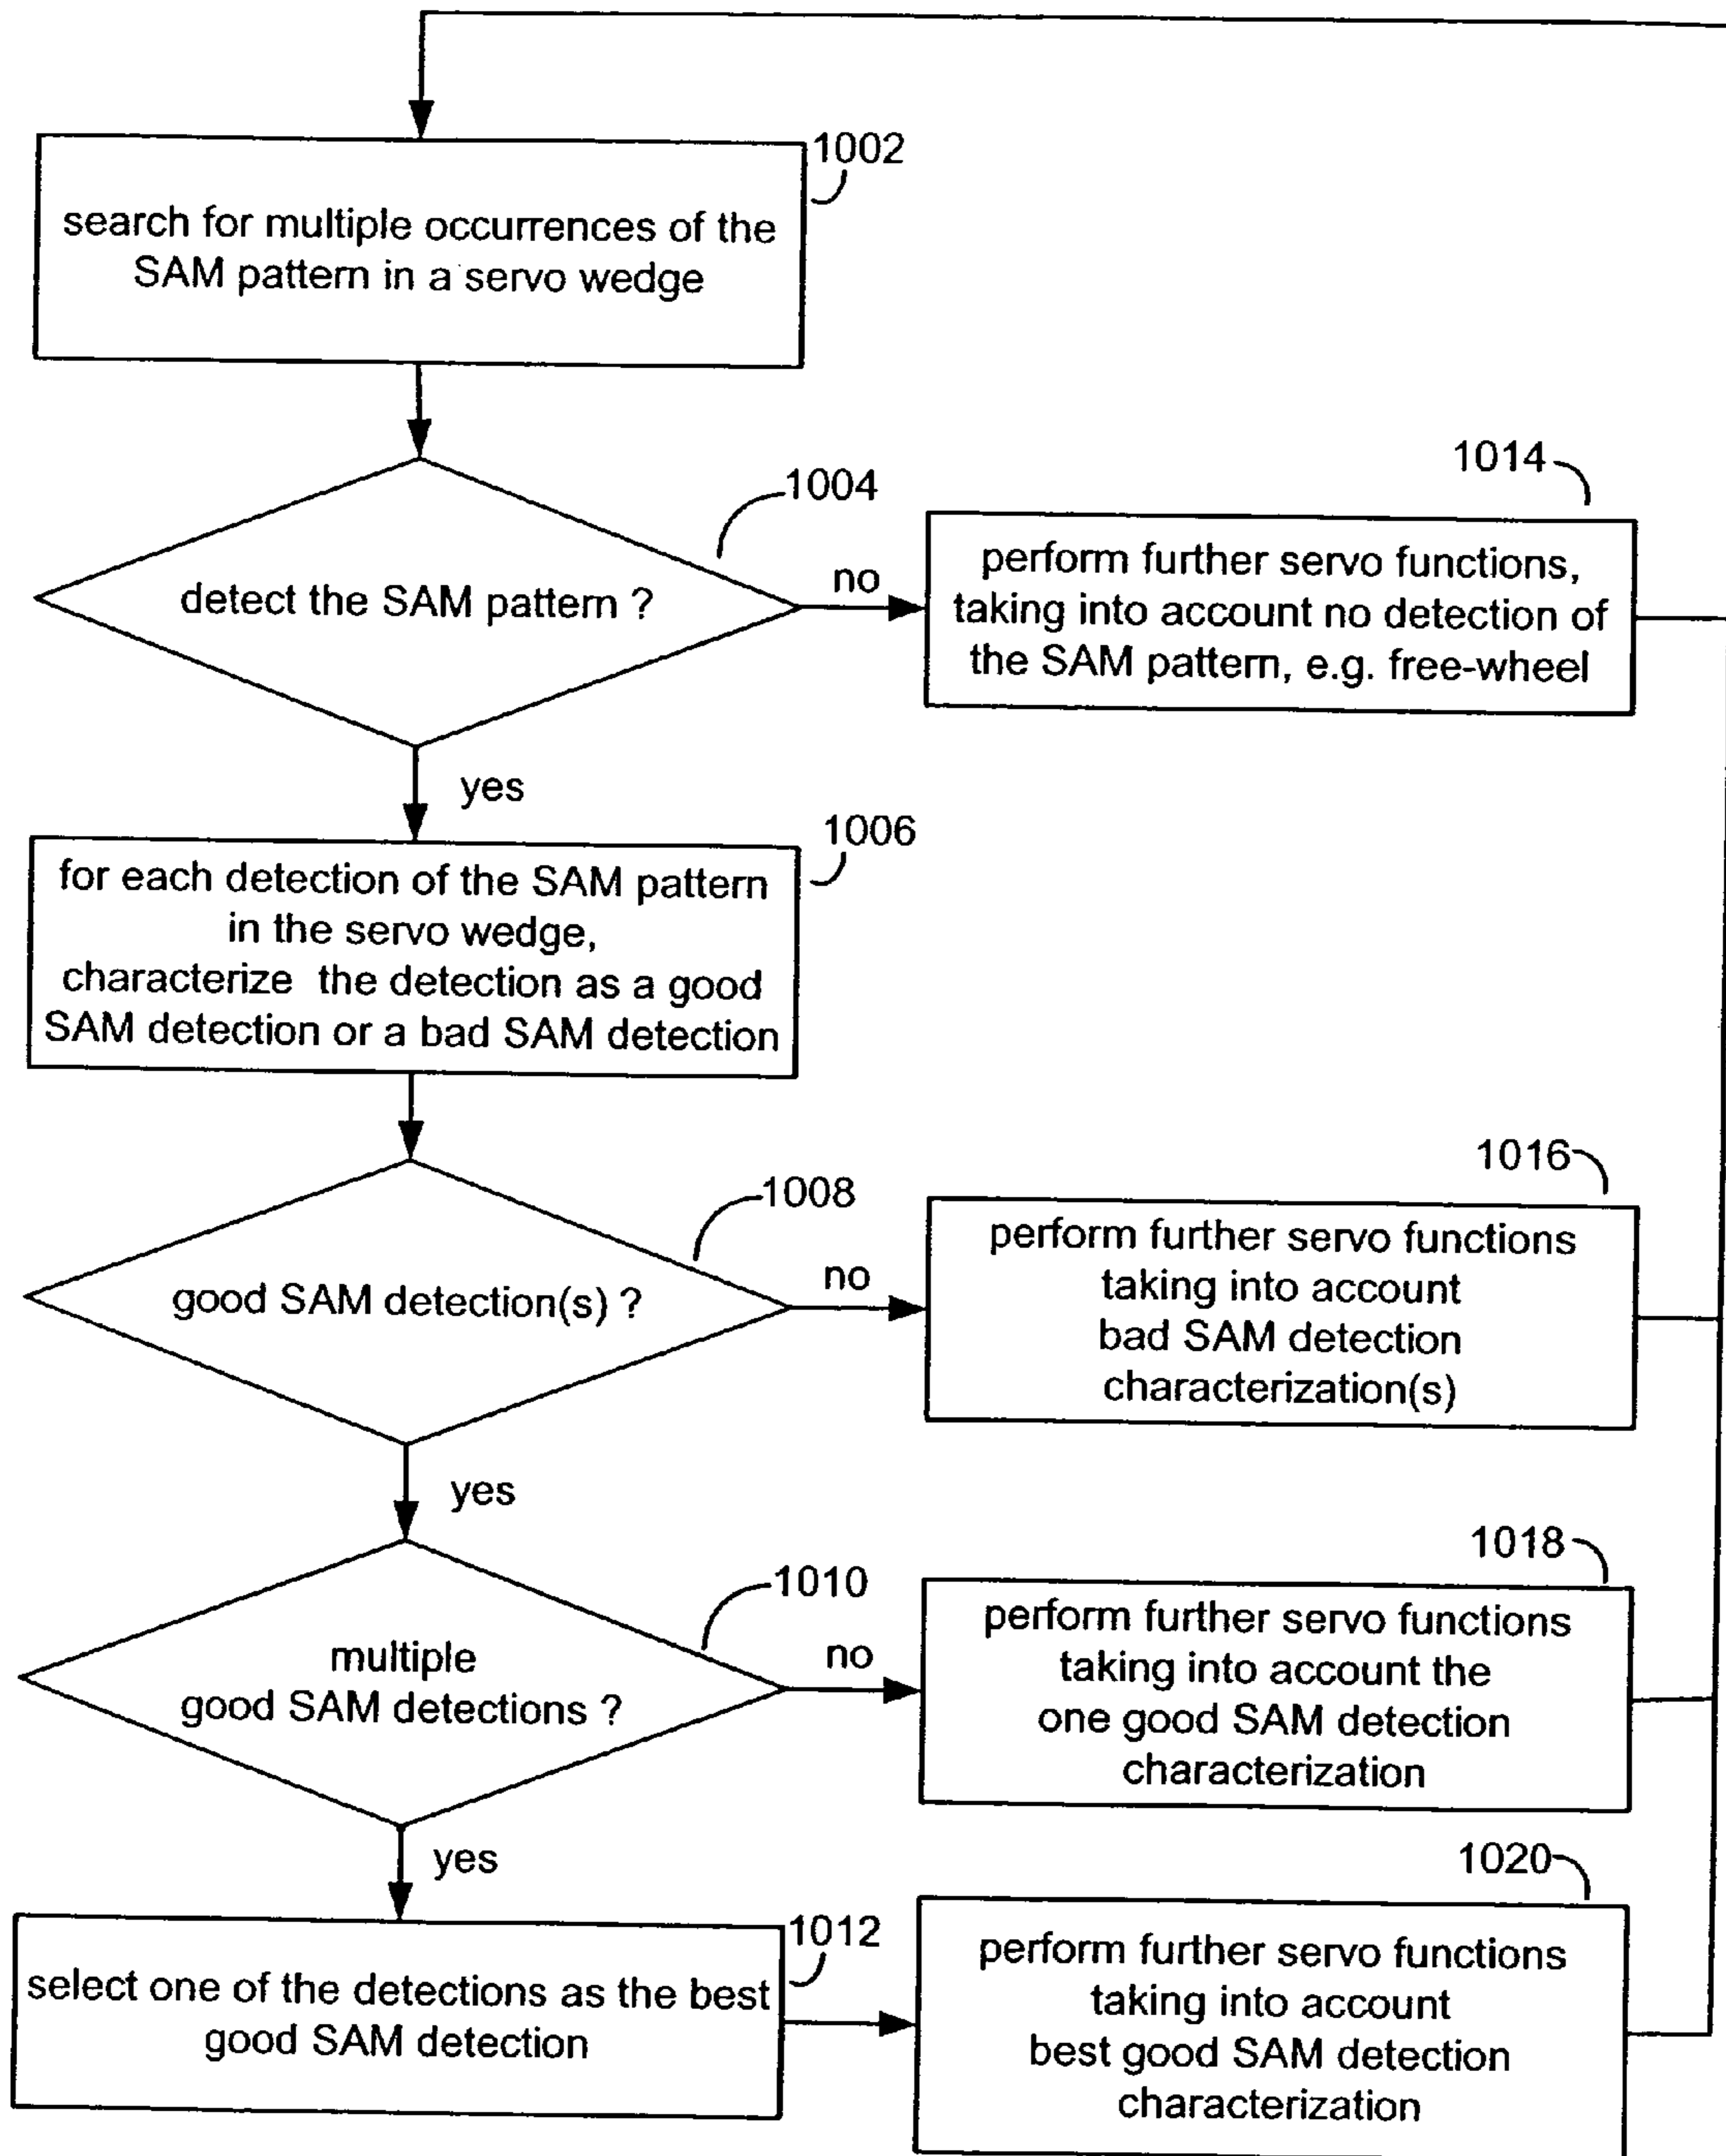 1002
search for multiple occurrences of the
SAM pattern in a servo wedge
1004
detect the SAM pattern ?
no
1014
perform further servo functions,
taking into account no detection of
the SAM pattern, e.g. free-wheel
yes
1006
for each detection of the SAM pattern
in the servo wedge,
characterize the detection as a good
SAM detection or a bad SAM detection
1008
good SAM detection(s) ?
no
1016
perform further servo functions
taking into account
bad SAM detection
characterization(s)
yes
1010
multiple
good SAM detections ?
no
1018
perform further servo functions
taking into account the
one good SAM detection
characterization
yes
1012
select one of the detections as the best
good SAM detection
1020
perform further servo functions
taking into account
best good SAM detection
characterization